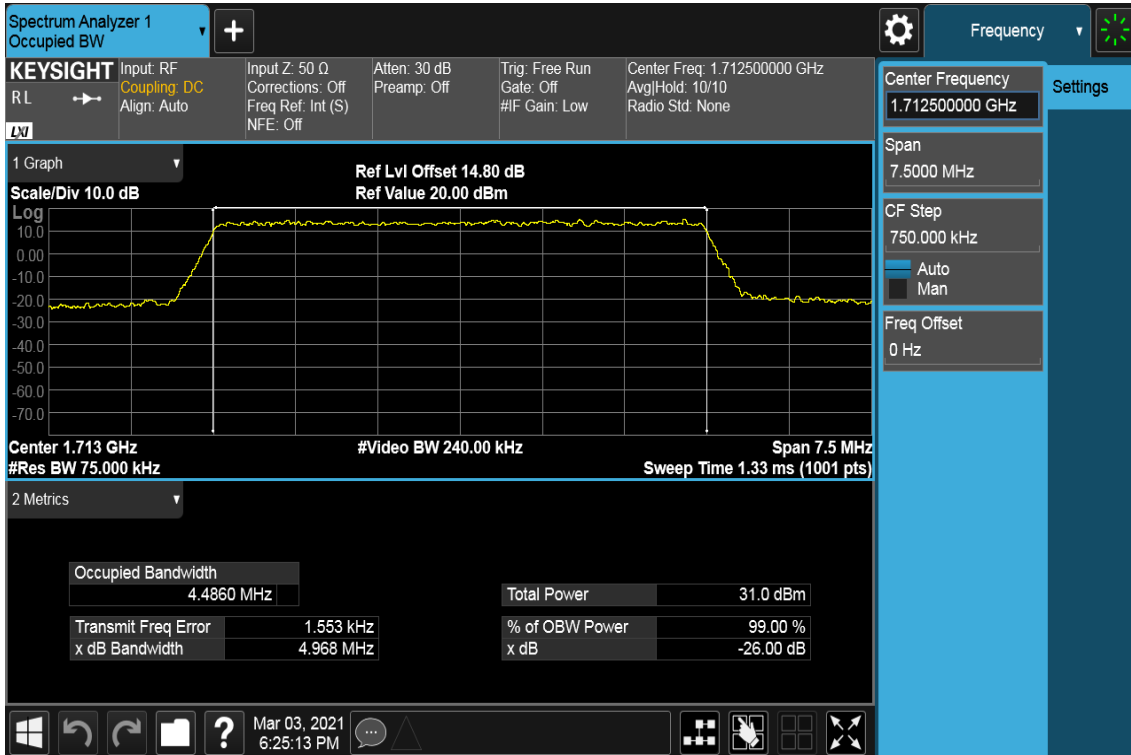 Spectrum Analyzer 1
Occupied BW
+
Frequency
KEYSIGHT
R L
LXI
Input: RF
Coupling: DC
Align: Auto
Input Z: 50 Ω
Corrections: Off
Freq Ref: Int (S)
NFE: Off
Atten: 30 dB
Preamp: Off
Trig: Free Run
Gate: Off
#IF Gain: Low
Center Freq: 1.712500000 GHz
Avg|Hold: 10/10
Radio Std: None
Center Frequency
1.712500000 GHz
Settings
Span
7.5000 MHz
CF Step
750.000 kHz
Auto
Man
Freq Offset
0 Hz
1 Graph
Ref Lvl Offset 14.80 dB
Scale/Div 10.0 dB
Ref Value 20.00 dBm
Log
10.0
0.00
-10.0
-20.0
-30.0
-40.0
-50.0
-60.0
-70.0
Center 1.713 GHz
#Video BW 240.00 kHz
Span 7.5 MHz
#Res BW 75.000 kHz
Sweep Time 1.33 ms (1001 pts)
2 Metrics
Occupied Bandwidth
4.4860 MHz
Total Power 31.0 dBm
Transmit Freq Error 1.553 kHz
% of OBW Power 99.00 %
x dB Bandwidth 4.968 MHz
x dB -26.00 dB
?
Mar 03, 2021
6:25:13 PM